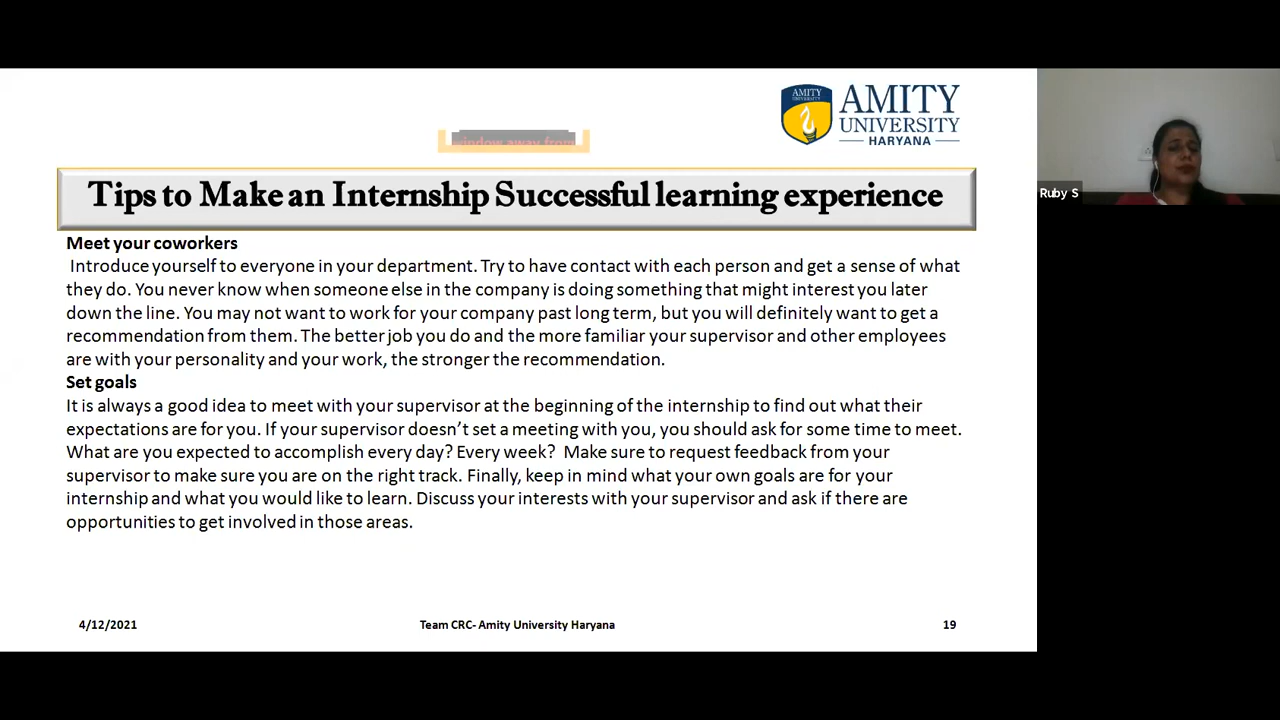 AMITY
UNIVERSITY
AMITY
UNIVERSITY
HARYANA
window away from
Tips to Make an Internship Successful learning experience
Ruby S
Meet your coworkers
Introduce yourself to everyone in your department. Try to have contact with each person and get a sense of what
they do. You never know when someone else in the company is doing something that might interest you later
down the line. You may not want to work for your company past long term, but you will definitely want to get a
recommendation from them. The better job you do and the more familiar your supervisor and other employees
are with your personality and your work, the stronger the recommendation.
Set goals
It is always a good idea to meet with your supervisor at the beginning of the internship to find out what their
expectations are for you. If your supervisor doesn't set a meeting with you, you should ask for some time to meet.
What are you expected to accomplish every day? Every week? Make sure to request feedback from your
supervisor to make sure you are on the right track. Finally, keep in mind what your own goals are for your
internship and what you would like to learn. Discuss your interests with your supervisor and ask if there are
opportunities to get involved in those areas.
4/12/2021
Team CRC- Amity University Haryana
19